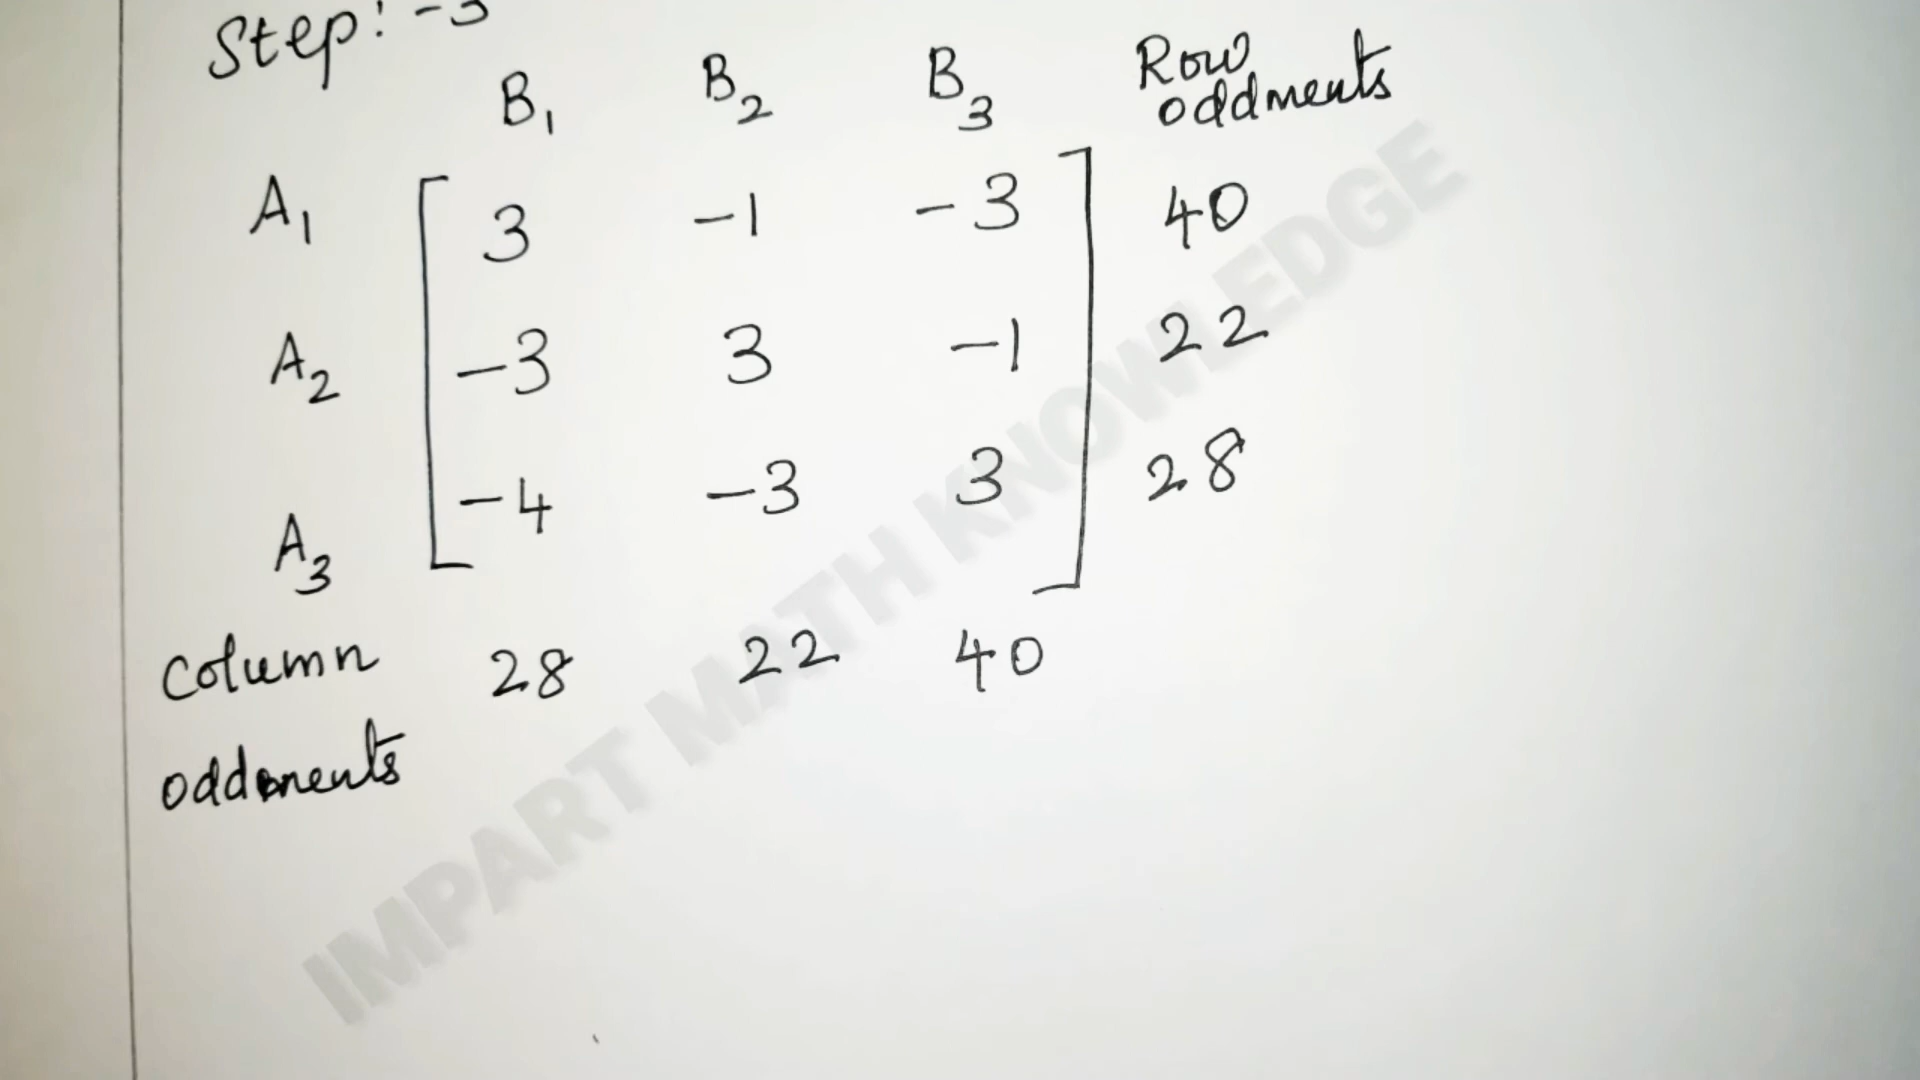 Step:-3
B1 B2 B3 Row oddments
A1 3 -1 -3 40
A2 -3 3 -1 22
A3 -4 -3 3 28
Column 28 22 40
oddments
IMPART MATH KNOWLEDGE